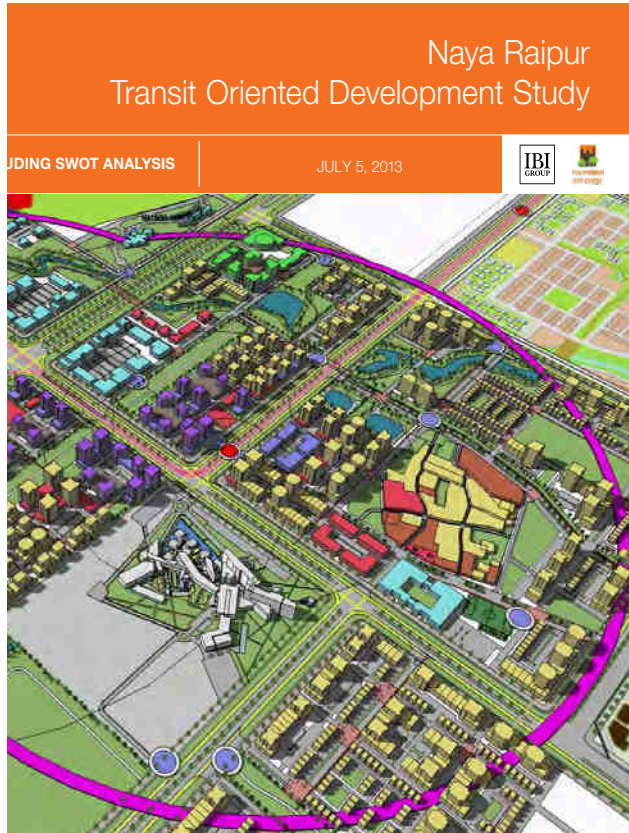 Naya Raipur
Transit Oriented Development Study
UDING SWOT ANALYSIS
JULY 5, 2013
IBI
GROUP